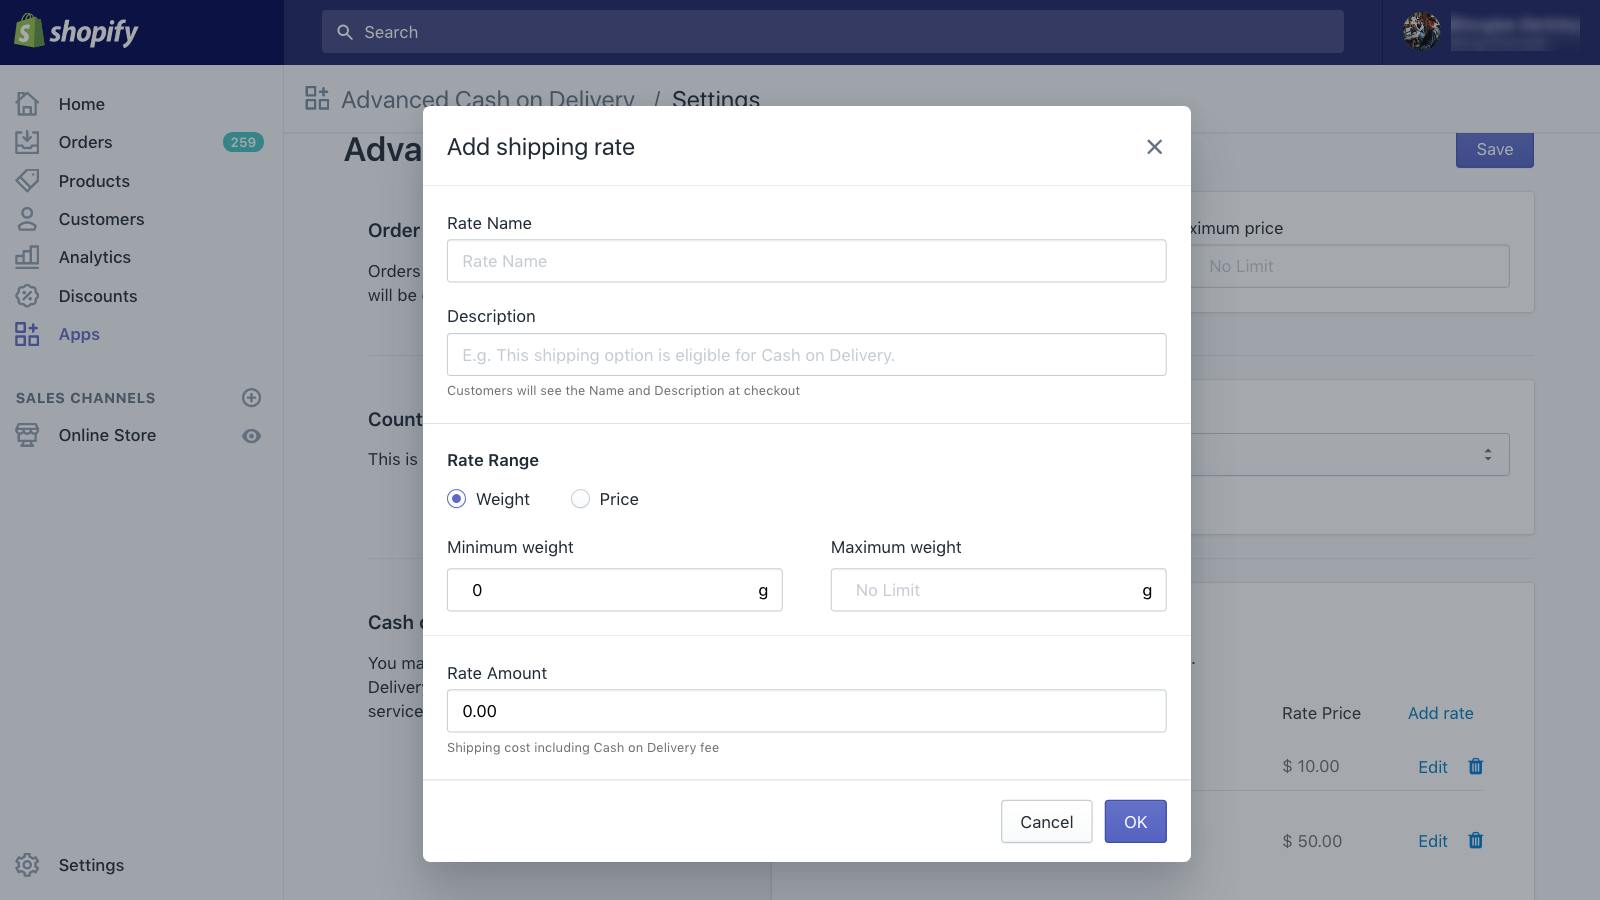 shopify
Search
Home
Orders 259
Products
Customers
Analytics
Discounts
Apps
SALES CHANNELS
Online Store
Settings
Advanced Cash on Delivery / Settings
Adva
Save
Order
Orders
will be
ximum price
No Limit
Count
This is
Cash
You ma
Delivery
service
Rate Price Add rate
$ 10.00 Edit
$ 50.00 Edit
Add shipping rate
Rate Name
Rate Name
Description
E.g. This shipping option is eligible for Cash on Delivery.
Customers will see the Name and Description at checkout
Rate Range
Weight Price
Minimum weight Maximum weight
0 g No Limit g
Rate Amount
0.00
Shipping cost including Cash on Delivery fee
Cancel OK